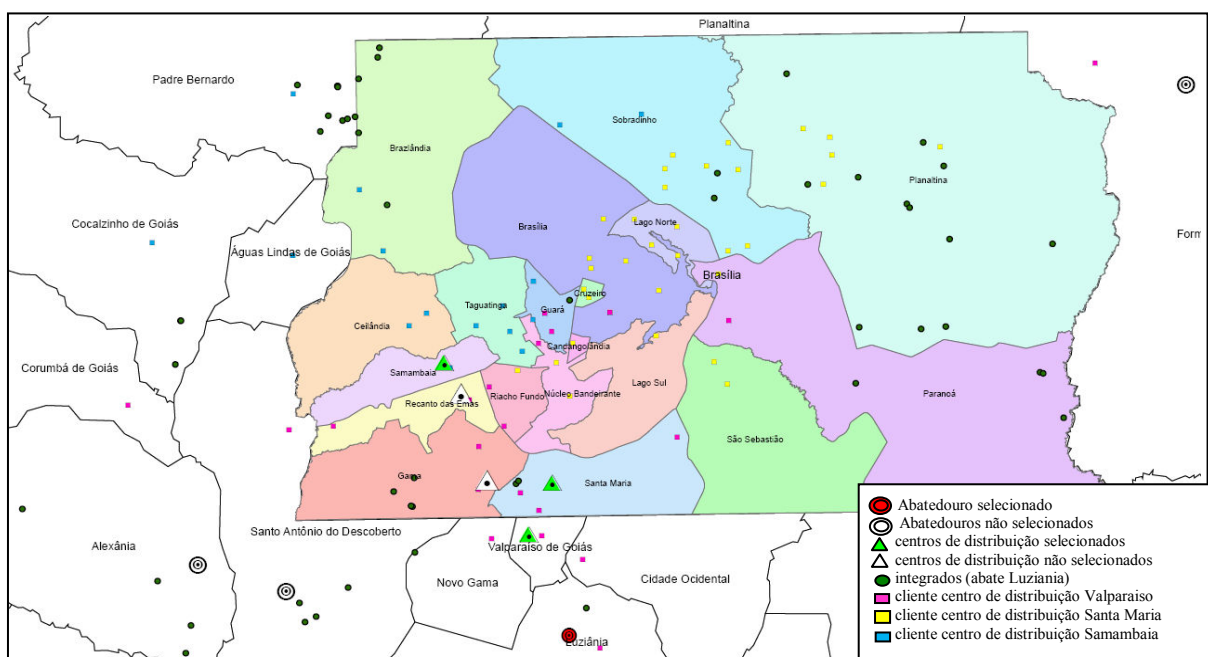 Planaltina
Padre Bernardo
Sobradinho
Brazlândia
Planaltina
Cocalzinho de Goiás
Brasília
Lago Norte
Form
Águas Lindas de Goiás
Brasília
Cruzeiro
Taguatinga
Guará
Ceilândia
Candangolândia
Corumbá de Goiás
Samambaia
Lago Sul
Riacho Fundo
Núcleo Bandeirante
Paranoá
Recanto das Emas
São Sebastião
Gama
Santa Maria
Santo Antônio do Descoberto
Alexânia
Valparaíso de Goiás
Novo Gama
Cidade Ocidental
Luziânia
Abatedouro selecionado
Abatedouros não selecionados
centros de distribuição selecionados
centros de distribuição não selecionados
integrados (abate Luziania)
cliente centro de distribuição Valparaiso
cliente centro de distribuição Santa Maria
cliente centro de distribuição Samambaia